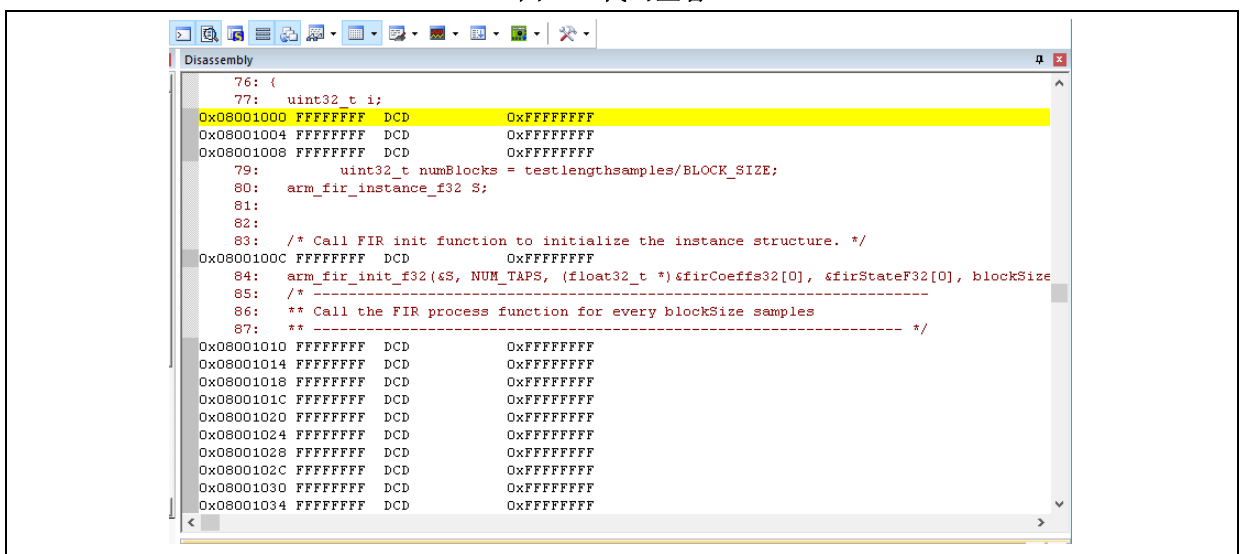 Disassembly
76: {
77: uint32_t i;
0x08001000 FFFFFFFF DCD 0xFFFFFFFF
0x08001004 FFFFFFFF DCD 0xFFFFFFFF
0x08001008 FFFFFFFF DCD 0xFFFFFFFF
79: uint32_t numBlocks = testlengthsamples/BLOCK_SIZE;
80: arm_fir_instance_f32 S;
81:
82:
83: /* Call FIR init function to initialize the instance structure. */
0x0800100C FFFFFFFF DCD 0xFFFFFFFF
84: arm_fir_init_f32(&S, NUM_TAPS, (float32_t *)&firCoeffs32[0], &firStateF32[0], blockSize
85: /* ----------------------------------------------------------------------
86: ** Call the FIR process function for every blockSize samples
87: ** ------------------------------------------------------------------- */
0x08001010 FFFFFFFF DCD 0xFFFFFFFF
0x08001014 FFFFFFFF DCD 0xFFFFFFFF
0x08001018 FFFFFFFF DCD 0xFFFFFFFF
0x0800101C FFFFFFFF DCD 0xFFFFFFFF
0x08001020 FFFFFFFF DCD 0xFFFFFFFF
0x08001024 FFFFFFFF DCD 0xFFFFFFFF
0x08001028 FFFFFFFF DCD 0xFFFFFFFF
0x0800102C FFFFFFFF DCD 0xFFFFFFFF
0x08001030 FFFFFFFF DCD 0xFFFFFFFF
0x08001034 FFFFFFFF DCD 0xFFFFFFFF